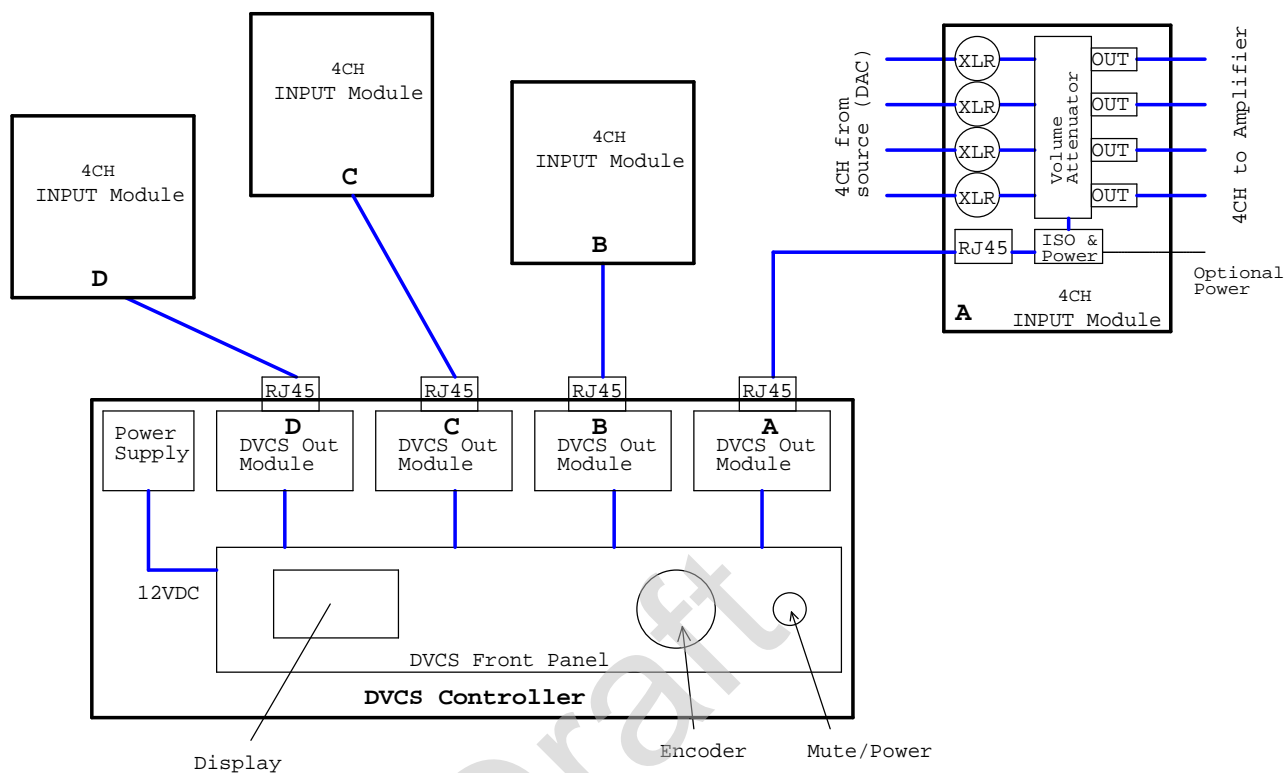 4CH
INPUT Module
D
4CH
INPUT Module
C
4CH
INPUT Module
B
4CH from
source (DAC)
XLR
XLR
XLR
XLR
Volume
Attenuator
OUT
OUT
OUT
OUT
4CH to Amplifier
RJ45
ISO &
Power
Optional
Power
A
4CH
INPUT Module
RJ45
RJ45
RJ45
RJ45
Power
Supply
D
DVCS Out
Module
C
DVCS Out
Module
B
DVCS Out
Module
A
DVCS Out
Module
12VDC
DVCS Front Panel
DVCS Controller
Display
Encoder
Mute/Power
Draft